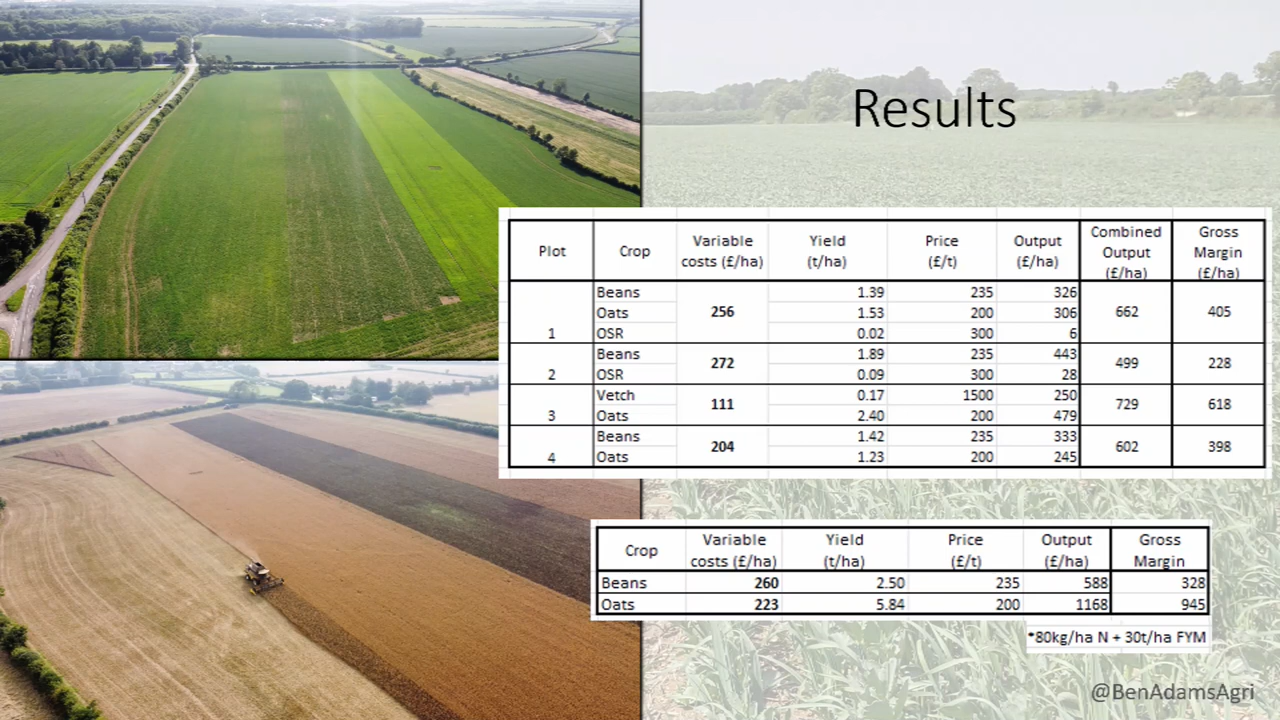 Results
Plot Crop Variable costs (£/ha) Yield (t/ha) Price (£/t) Output (£/ha) Combined Output (£/ha) Gross Margin (£/ha)
1 Beans 256 1.39 235 326 662 405
Oats 1.53 200 306
OSR 0.02 300 6
2 Beans 272 1.89 235 443 499 228
OSR 0.09 300 28
3 Vetch 111 0.17 1500 250 729 618
Oats 2.40 200 479
4 Beans 204 1.42 235 333 602 398
Oats 1.23 200 245
Crop Variable costs (£/ha) Yield (t/ha) Price (£/t) Output (£/ha) Gross Margin
Beans 260 2.50 235 588 328
Oats 223 5.84 200 1168 945
*80kg/ha N + 30t/ha FYM
@BenAdamsAgri